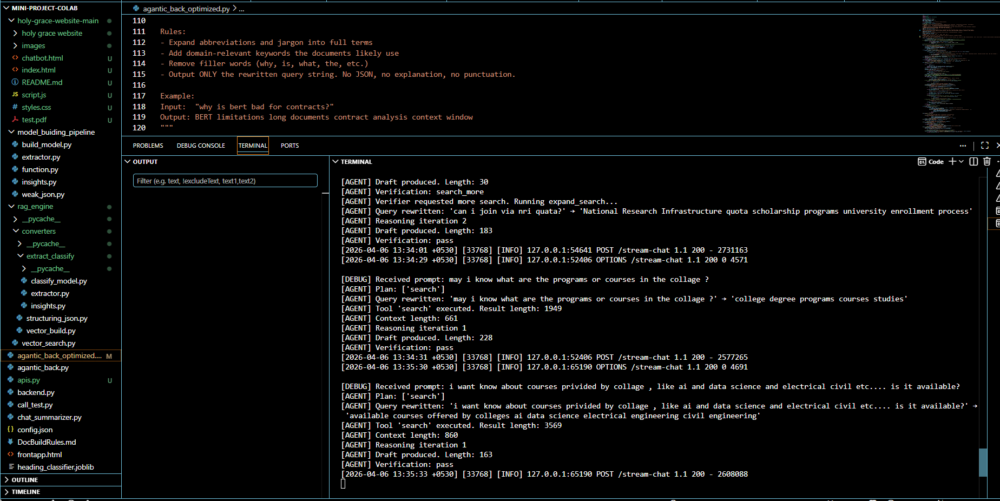 MINI-PROJECT-COLAB
holy-grace-website-main
holy grace website
images
chatbot.html U
index.html U
README.md U
JS script.js U
# styles.css U
test.pdf U
model_buiding_pipeline
build_model.py
extractor.py
function.py
insights.py
weak_json.py
rag_engine
__pycache__
converters
__pycache__
extract_classify
__pycache__
classify_model.py
extractor.py
insights.py
structuring_json.py
vector_build.py
vector_search.py
agantic_back_optimized.... M
agantic_back.py
apis.py U
backend.py
call_test.py
chat_summarizer.py
{} config.json
DocBuildRules.md
<> frontapp.html
heading_classifier.joblib
OUTLINE
TIMELINE
agantic_back_optimized.py > ...
110
111 Rules:
112 - Expand abbreviations and jargon into full terms
113 - Add domain-relevant keywords the documents likely use
114 - Remove filler words (why, is, what, the, etc.)
115 - Output ONLY the rewritten query string. No JSON, no explanation, no punctuation.
116
117 Example:
118 Input:  "why is bert bad for contracts?"
119 Output: BERT limitations long documents contract analysis context window
120 """
PROBLEMS DEBUG CONSOLE TERMINAL PORTS
OUTPUT
Filter (e.g. text, !excludeText, text1,text2)
TERMINAL
Code
[AGENT] Draft produced. Length: 30
[AGENT] Verification: search_more
[AGENT] Verifier requested more search. Running expand_search...
[AGENT] Query rewritten: 'can i join via nri quata?' → 'National Research Infrastructure quota scholarship programs university enrollment process'
[AGENT] Reasoning iteration 2
[AGENT] Draft produced. Length: 183
[AGENT] Verification: pass
[2026-04-06 13:34:01 +0530] [33768] [INFO] 127.0.0.1:54641 POST /stream-chat 1.1 200 - 2731163
[2026-04-06 13:34:29 +0530] [33768] [INFO] 127.0.0.1:52406 OPTIONS /stream-chat 1.1 200 0 4571
[DEBUG] Received prompt: may i know what are the programs or courses in the collage ?
[AGENT] Plan: ['search']
[AGENT] Query rewritten: 'may i know what are the programs or courses in the collage ?' → 'college degree programs courses studies'
[AGENT] Tool 'search' executed. Result length: 1949
[AGENT] Context length: 661
[AGENT] Reasoning iteration 1
[AGENT] Draft produced. Length: 228
[AGENT] Verification: pass
[2026-04-06 13:34:31 +0530] [33768] [INFO] 127.0.0.1:52406 POST /stream-chat 1.1 200 - 2577265
[2026-04-06 13:35:30 +0530] [33768] [INFO] 127.0.0.1:65190 OPTIONS /stream-chat 1.1 200 0 4691
[DEBUG] Received prompt: i want know about courses privided by collage , like ai and data science and electrical civil etc.... is it available?
[AGENT] Plan: ['search']
[AGENT] Query rewritten: 'i want know about courses privided by collage , like ai and data science and electrical civil etc.... is it available?' →
'available courses offered by colleges ai data science electrical engineering civil engineering'
[AGENT] Tool 'search' executed. Result length: 3569
[AGENT] Context length: 860
[AGENT] Reasoning iteration 1
[AGENT] Draft produced. Length: 163
[AGENT] Verification: pass
[2026-04-06 13:35:33 +0530] [33768] [INFO] 127.0.0.1:65190 POST /stream-chat 1.1 200 - 2608088